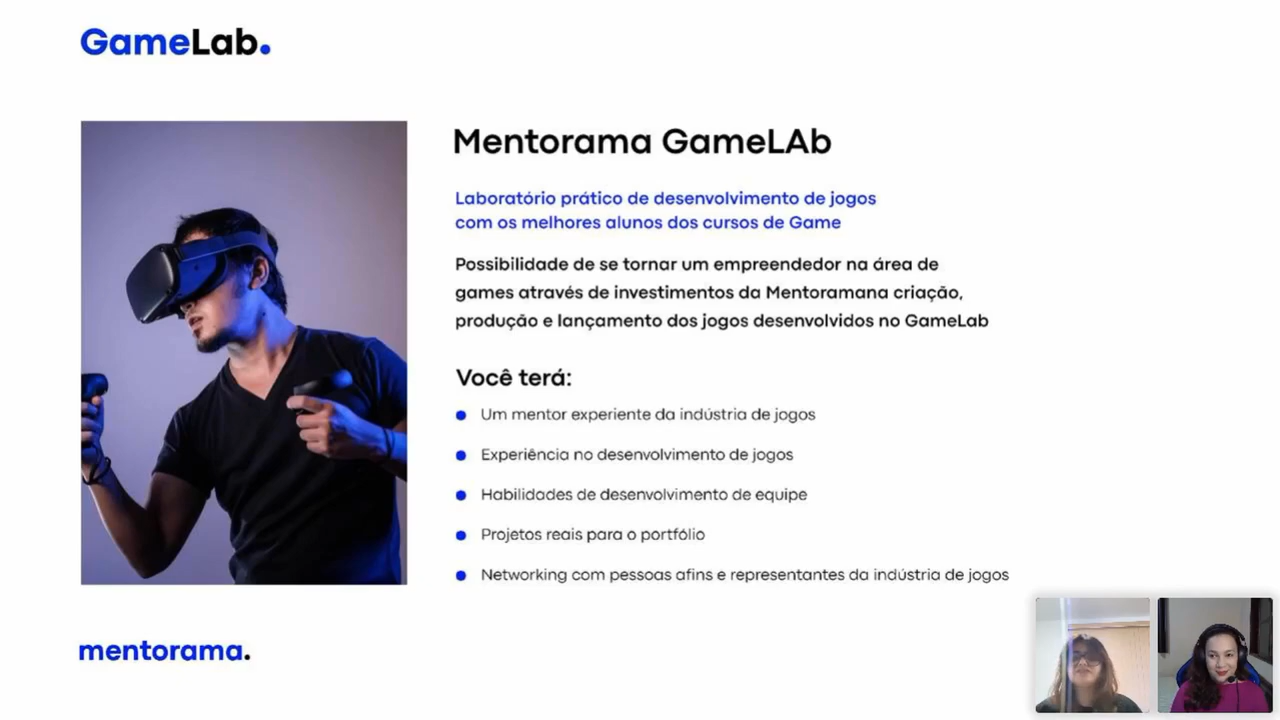 GameLab.
Mentorama GameLAb
Laboratório prático de desenvolvimento de jogos
com os melhores alunos dos cursos de Game
Possibilidade de se tornar um empreendedor na área de
games através de investimentos da Mentoramana criação,
produção e lançamento dos jogos desenvolvidos no GameLab
Você terá:
Um mentor experiente da indústria de jogos
Experiência no desenvolvimento de jogos
Habilidades de desenvolvimento de equipe
Projetos reais para o portfólio
Networking com pessoas afins e representantes da indústria de jogos
mentorama.